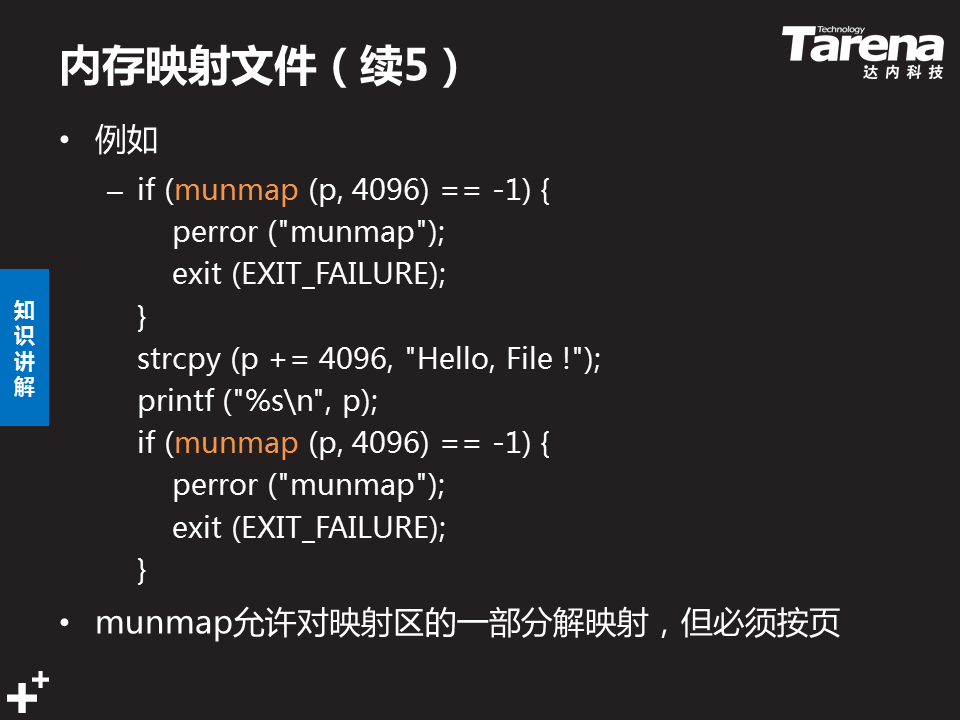 内存映射文件（续5）
Technology
Tarena
达内科技
• 例如
– if (munmap (p, 4096) == -1) {
perror ("munmap");
exit (EXIT_FAILURE);
}
strcpy (p += 4096, "Hello, File !");
printf ("%s\n", p);
if (munmap (p, 4096) == -1) {
perror ("munmap");
exit (EXIT_FAILURE);
}
• munmap允许对映射区的一部分解映射，但必须按页
知
识
讲
解